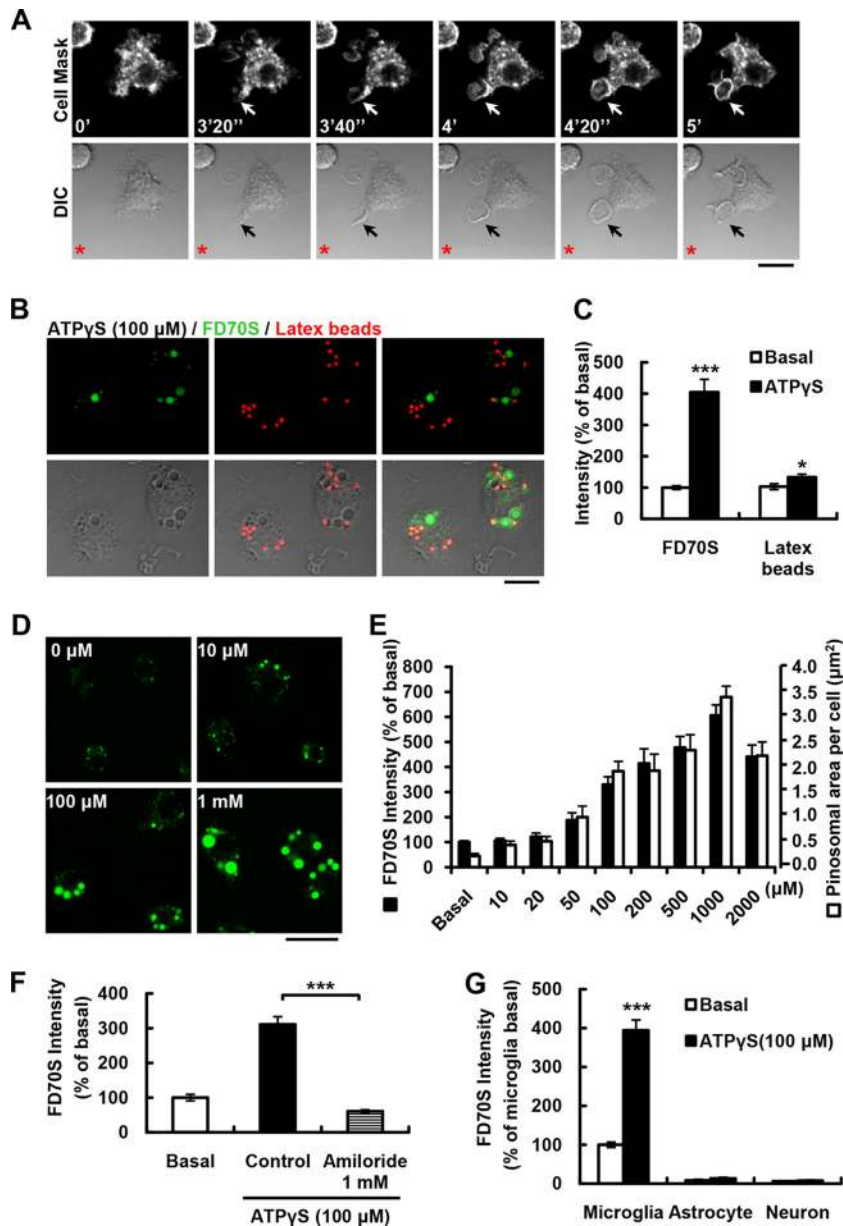 A
Cell Mask
0'
3'20''
3'40''
4'
4'20''
5'
DIC
*
*
*
*
*
*
B
ATPγS (100 µM) / FD70S / Latex beads
C
Intensity (% of basal)
500
400
300
200
100
0
***
*
Basal
ATPγS
FD70S
Latex
beads
D
0 µM
10 µM
100 µM
1 mM
E
FD70S Intensity (% of basal)
800
700
600
500
400
300
200
100
0
4.0
3.5
3.0
2.5
2.0
1.5
1.0
0.5
0.0
Pinosomal area per cell (µm²)
Basal
10
20
50
100
200
500
1000
2000
(µM)
F
FD70S Intensity
(% of basal)
400
300
200
100
0
***
Basal
Control
Amiloride
1 mM
ATPγS (100 µM)
G
FD70S Intensity
(% of microglia basal)
500
400
300
200
100
0
***
Basal
ATPγS(100 µM)
Microglia
Astrocyte
Neuron